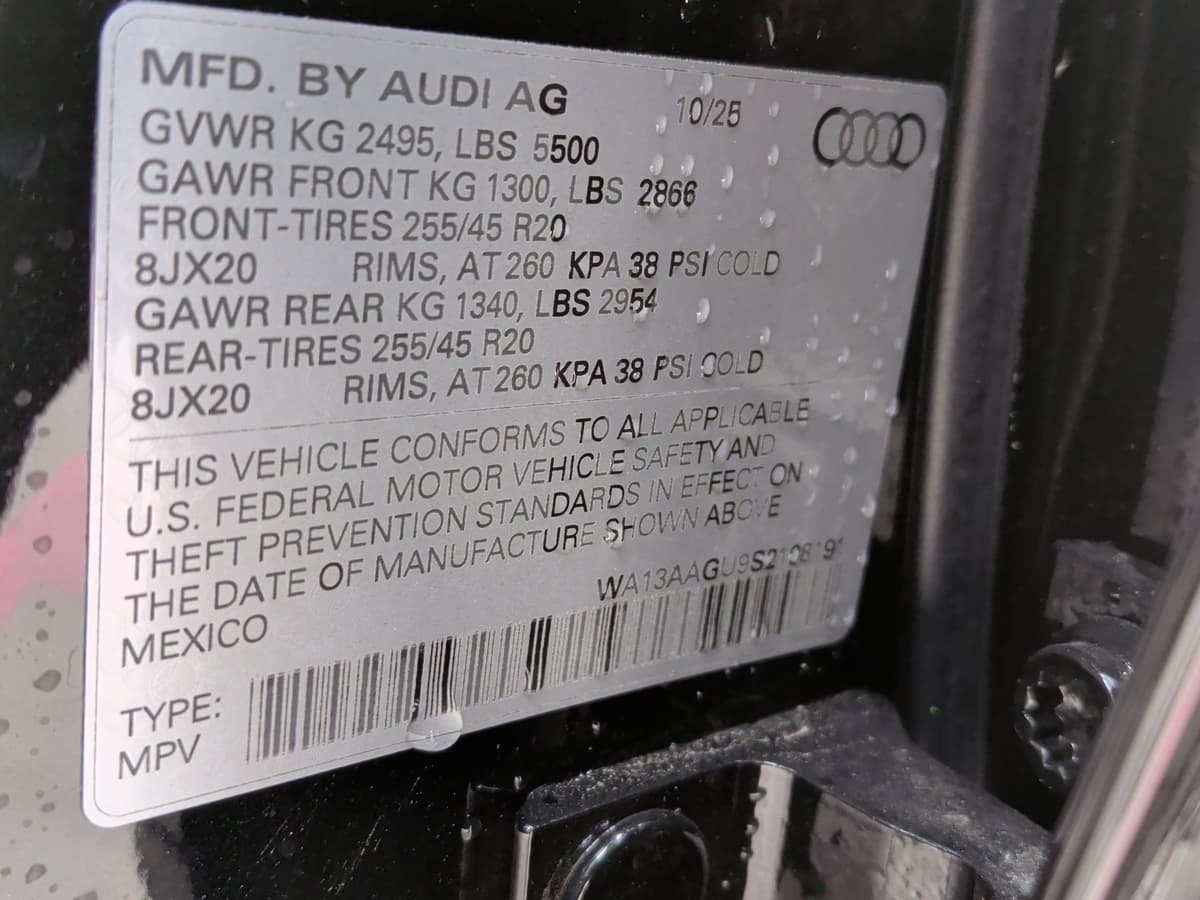 MFD. BY AUDI AG 10/25
GVWR KG 2495, LBS 5500
GAWR FRONT KG 1300, LBS 2866
FRONT-TIRES 255/45 R20
8JX20 RIMS, AT 260 KPA 38 PSI COLD
GAWR REAR KG 1340, LBS 2954
REAR-TIRES 255/45 R20
8JX20 RIMS, AT 260 KPA 38 PSI COLD
THIS VEHICLE CONFORMS TO ALL APPLICABLE
U.S. FEDERAL MOTOR VEHICLE SAFETY AND
THEFT PREVENTION STANDARDS IN EFFECT ON
THE DATE OF MANUFACTURE SHOWN ABOVE
MEXICO
WA13AAGU9S2108191
TYPE:
MPV